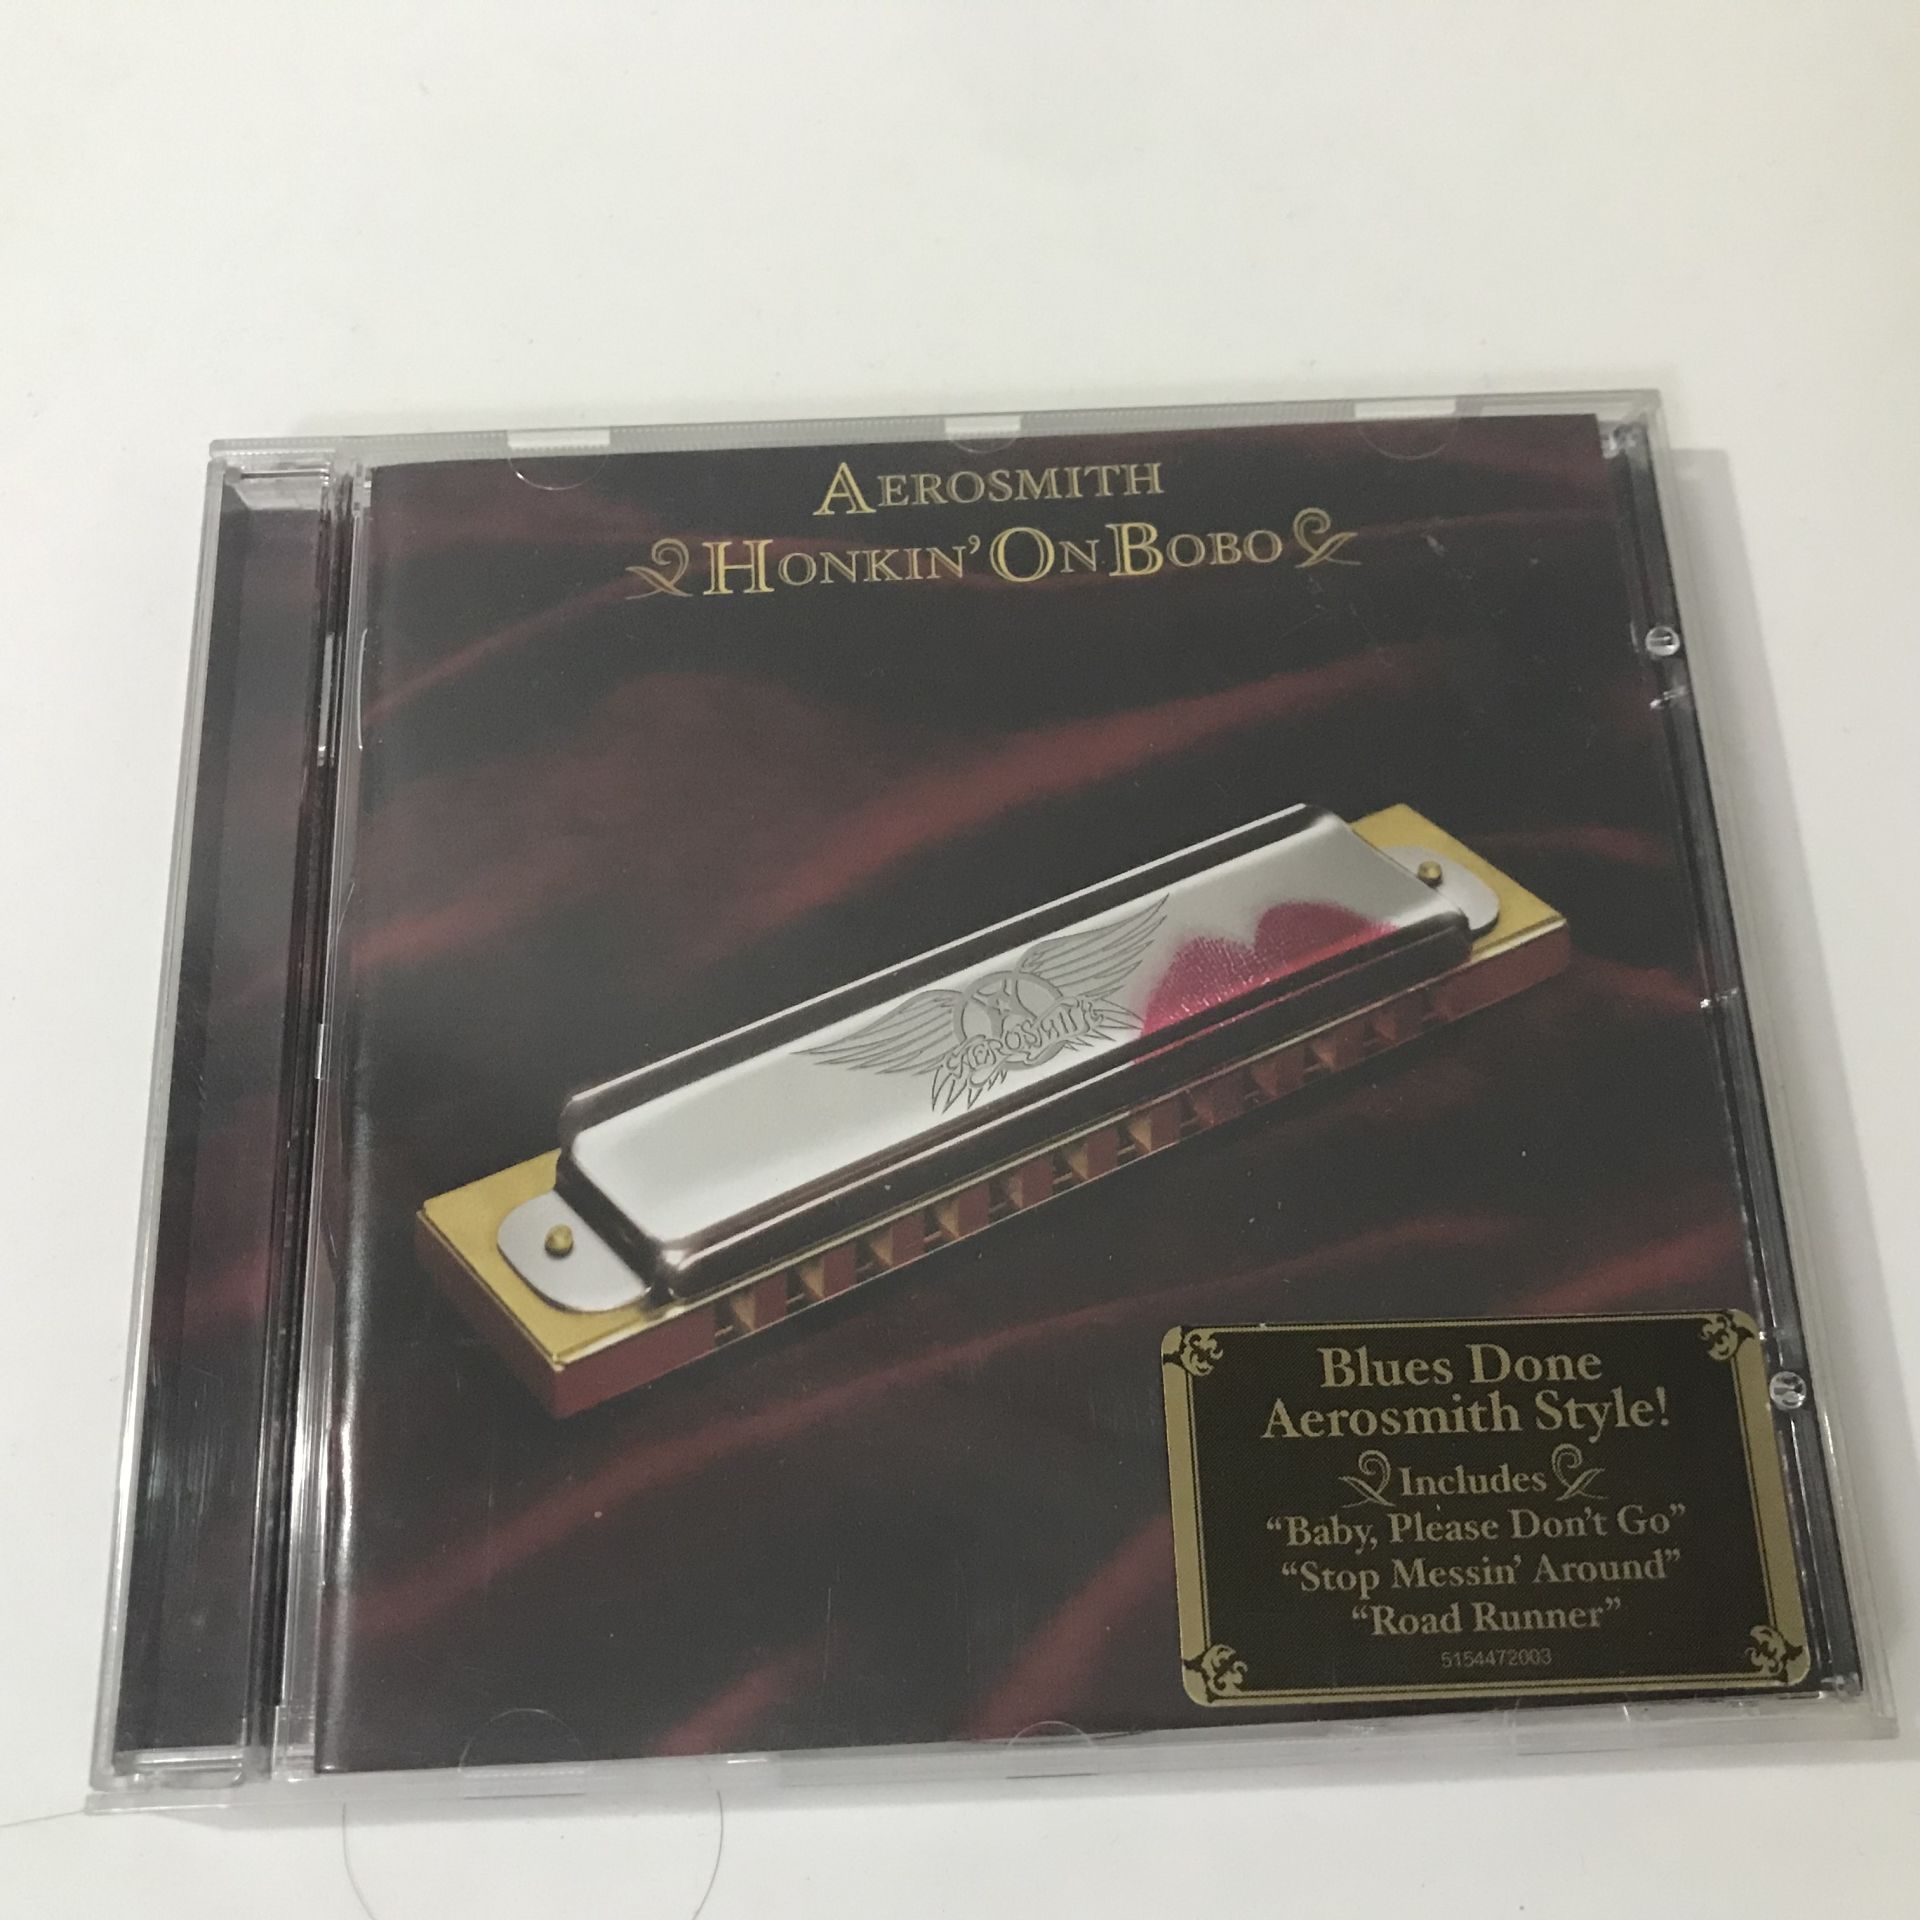 AEROSMITH
HONKIN' ON BOBO
AEROSMITH
Blues Done
Aerosmith Style!
Includes
“Baby, Please Don't Go”
“Stop Messin' Around”
“Road Runner”
5154472003